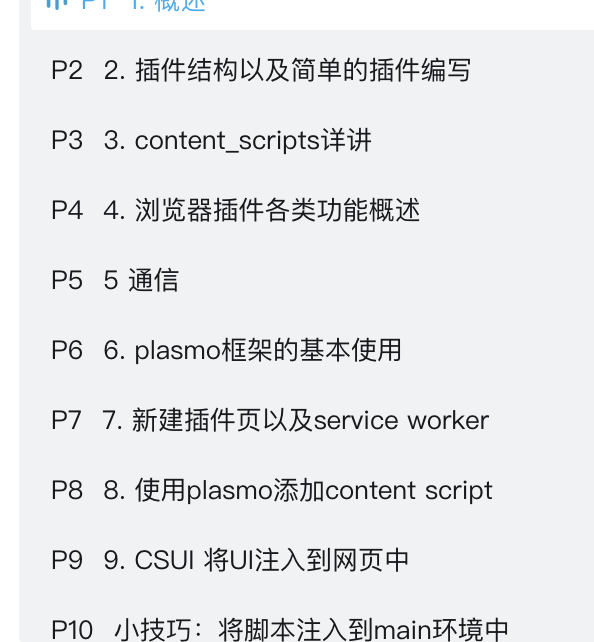 P1 1. 概述
P2 2. 插件结构以及简单的插件编写
P3 3. content_scripts详讲
P4 4. 浏览器插件各类功能概述
P5 5 通信
P6 6. plasmo框架的基本使用
P7 7. 新建插件页以及service worker
P8 8. 使用plasmo添加content script
P9 9. CSUI 将UI注入到网页中
P10 小技巧：将脚本注入到main环境中